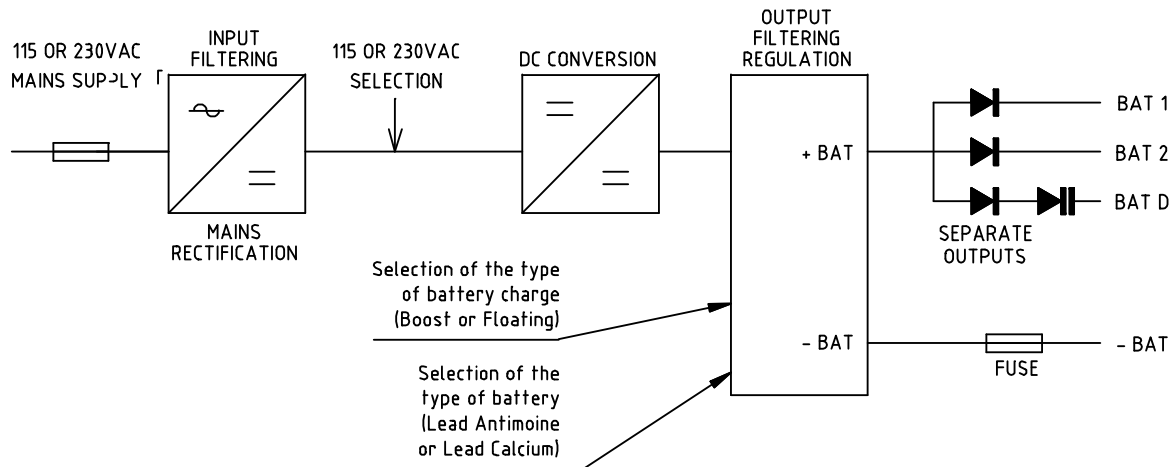 115 OR 230VAC
MAINS SUPPLY
INPUT
FILTERING
MAINS
RECTIFICATION
115 OR 230VAC
SELECTION
DC CONVERSION
OUTPUT
FILTERING
REGULATION
+ BAT
- BAT
BAT 1
BAT 2
BAT D
SEPARATE
OUTPUTS
- BAT
FUSE
Selection of the type
of battery charge
(Boost or Floating)
Selection of the
type of battery
(Lead Antimoine
or Lead Calcium)